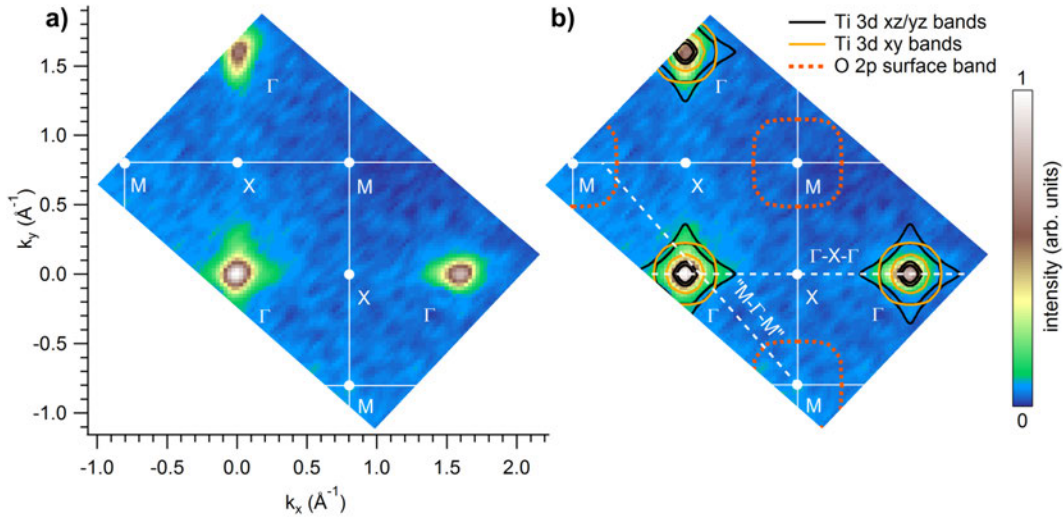 a)
1.5
1.0
0.5
0.0
-0.5
-1.0
k_y (Å⁻¹)
-1.0
-0.5
0.0
0.5
1.0
1.5
2.0
k_x (Å⁻¹)
Γ
M
X
M
X
Γ
Γ
M
b)
Ti 3d xz/yz bands
Ti 3d xy bands
O 2p surface band
Γ
M
X
M
Γ-X-Γ
X
Γ
Γ
"M-Γ-M"
M
1
intensity (arb. units)
0